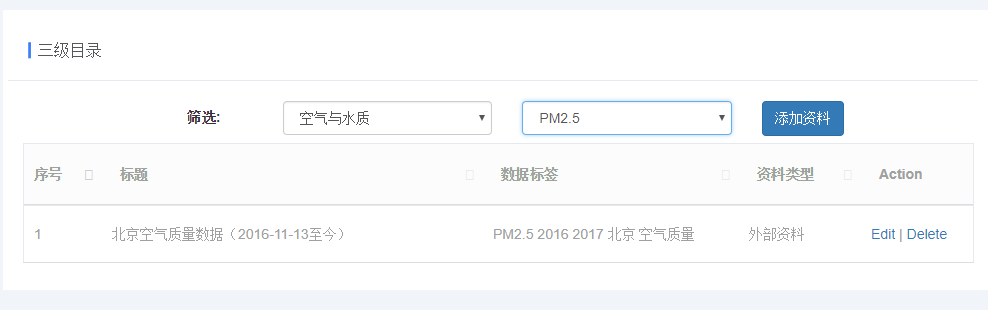 三级目录
筛选: 空气与水质 PM2.5 添加资料
序号 标题 数据标签 资料类型 Action
1 北京空气质量数据（2016-11-13至今） PM2.5 2016 2017 北京 空气质量 外部资料 Edit | Delete